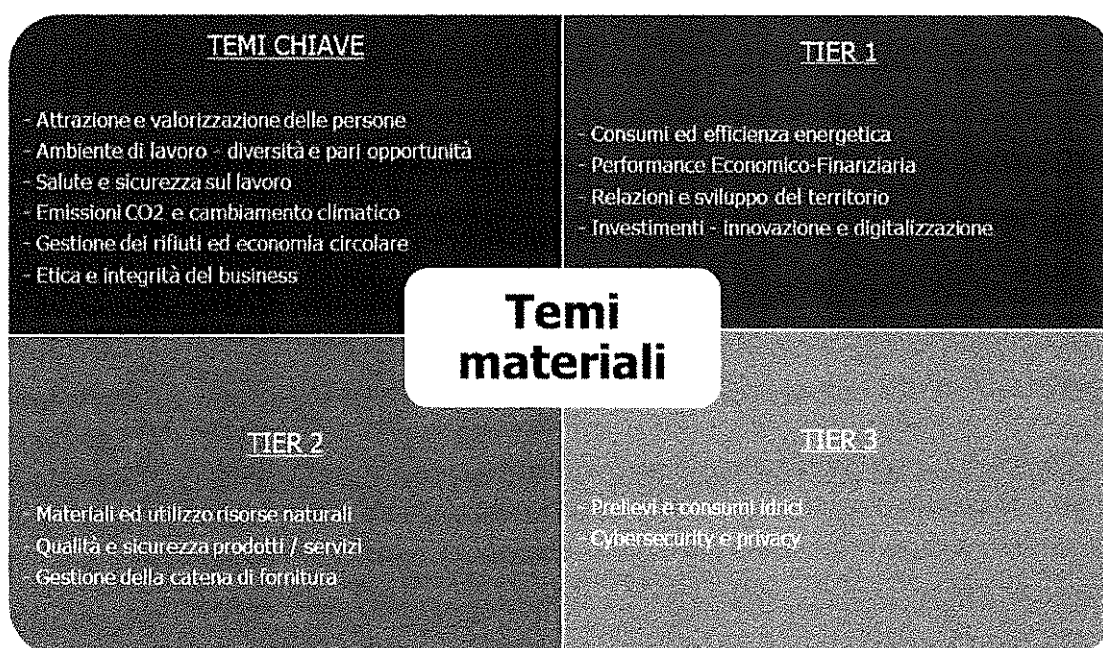 TEMI CHIAVE
- Attrazione e valorizzazione delle persone
- Ambiente di lavoro - diversità e pari opportunità
- Salute e sicurezza sul lavoro
- Emissioni CO2 e cambiamento climatico
- Gestione dei rifiuti ed economia circolare
- Etica e integrità del business
TIER 1
- Consumi ed efficienza energetica
- Performance Economico-Finanziaria
- Relazioni e sviluppo del territorio
- Investimenti - innovazione e digitalizzazione
Temi
materiali
TIER 2
- Materiali ed utilizzo risorse naturali
- Qualità e sicurezza prodotti / servizi
- Gestione della catena di fornitura
TIER 3
- Prelievi e consumi idrici
- Cybersecurity e privacy